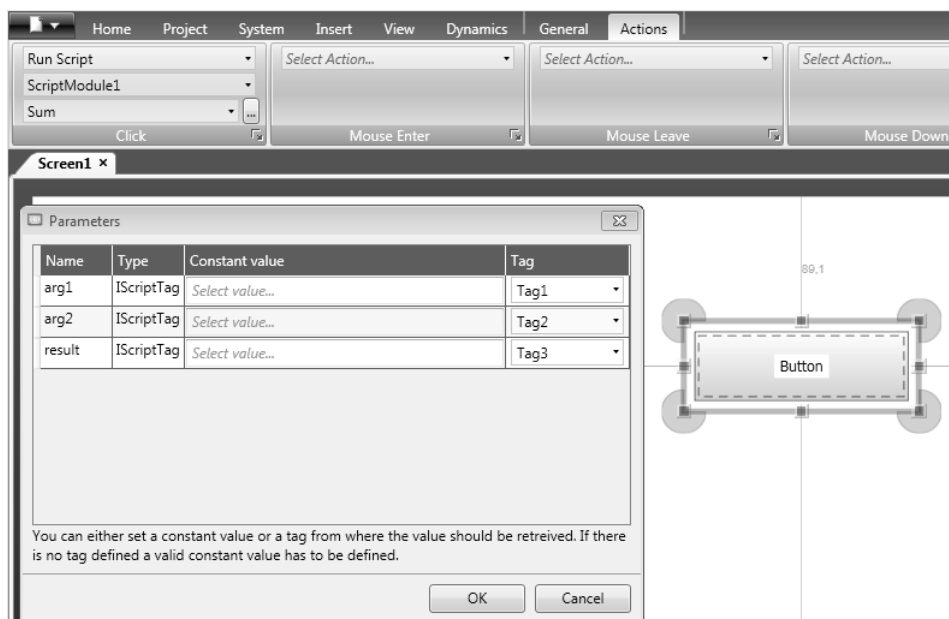 Home Project System Insert View Dynamics General Actions
Run Script
ScriptModule1
Sum ...
Click
Select Action...
Mouse Enter
Select Action...
Mouse Leave
Select Action...
Mouse Down
Screen1 ×
Parameters
Name Type Constant value Tag
arg1 IScriptTag Select value... Tag1
arg2 IScriptTag Select value... Tag2
result IScriptTag Select value... Tag3
You can either set a constant value or a tag from where the value should be retreived. If there
is no tag defined a valid constant value has to be defined.
OK Cancel
89,1
Button